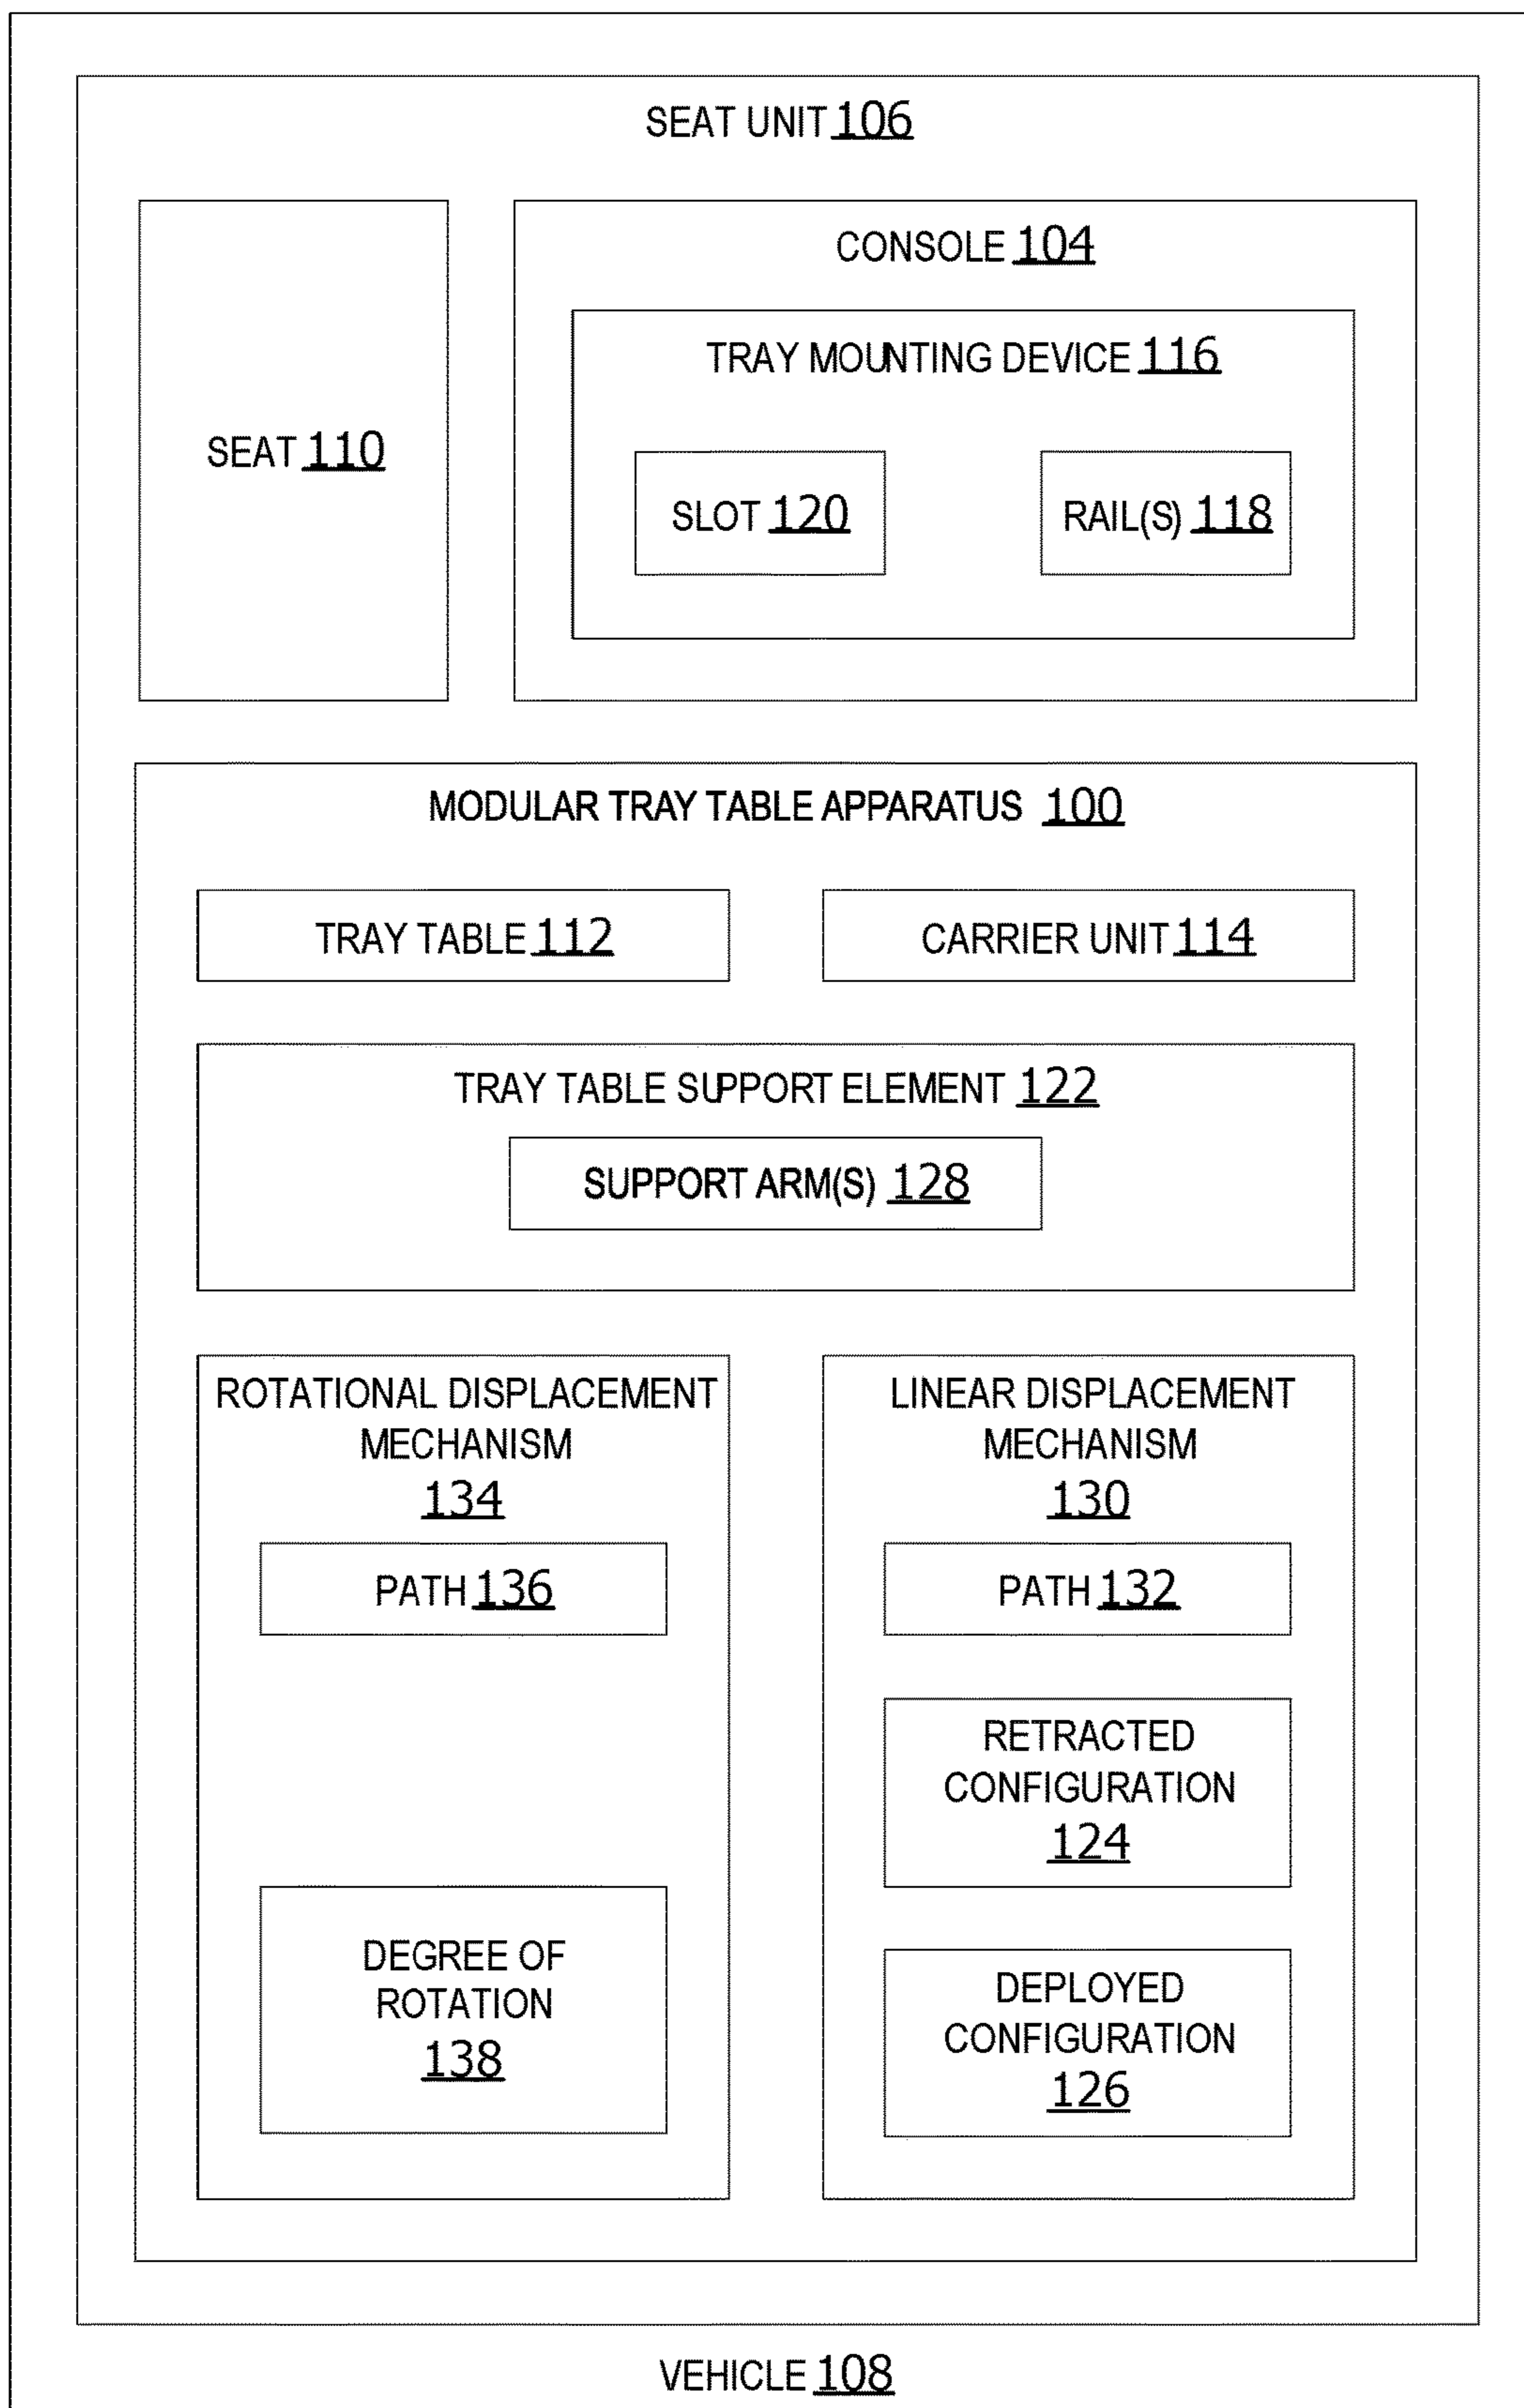 SEAT UNIT 106
CONSOLE 104
TRAY MOUNTING DEVICE 116
SEAT 110
SLOT 120
RAIL(S) 118
MODULAR TRAY TABLE APPARATUS 100
TRAY TABLE 112
CARRIER UNIT 114
TRAY TABLE SUPPORT ELEMENT 122
SUPPORT ARM(S) 128
ROTATIONAL DISPLACEMENT
MECHANISM
134
PATH 136
DEGREE OF
ROTATION
138
LINEAR DISPLACEMENT
MECHANISM
130
PATH 132
RETRACTED
CONFIGURATION
124
DEPLOYED
CONFIGURATION
126
VEHICLE 108